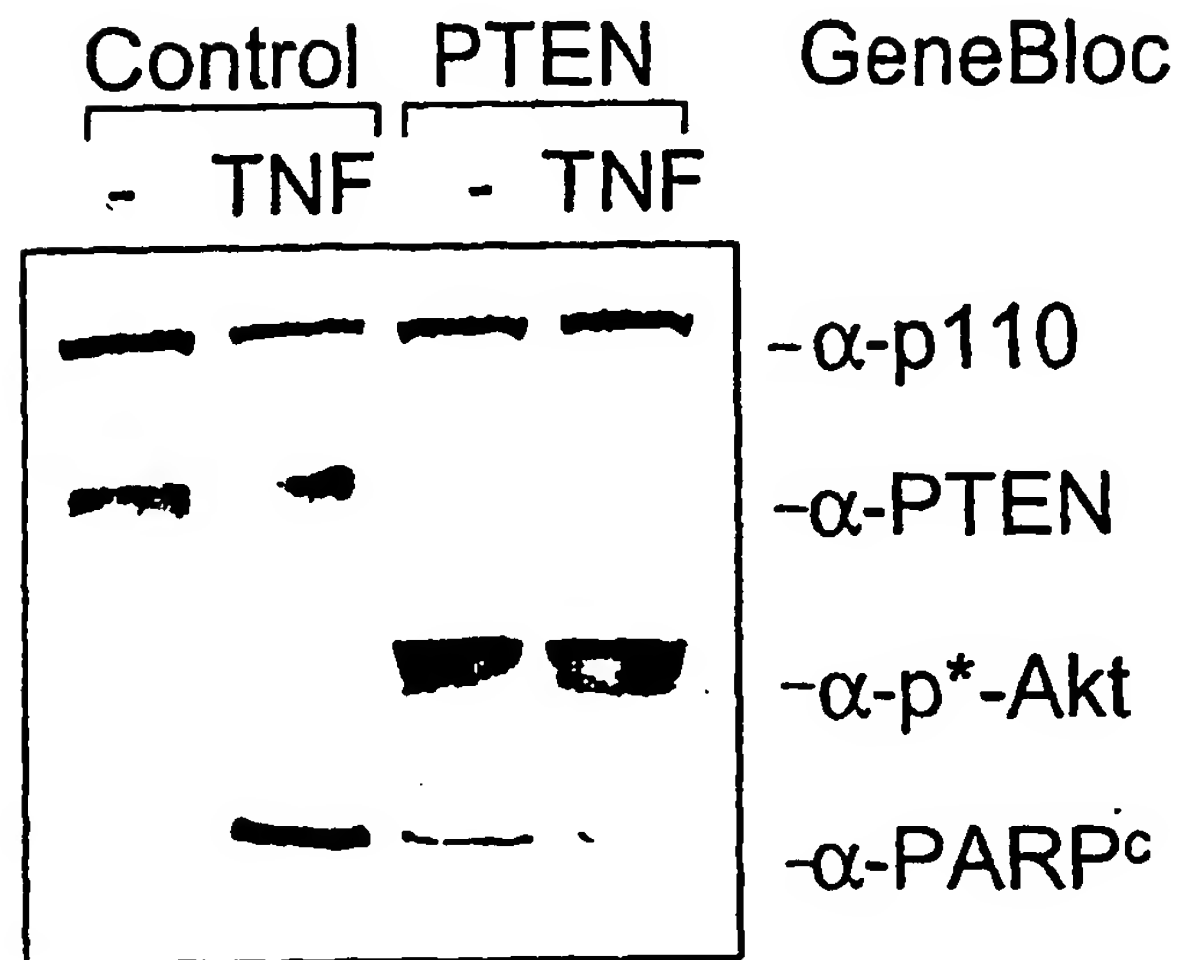 Control PTEN GeneBloc
- TNF - TNF
-α-p110
-α-PTEN
-α-p*-Akt
-α-PARPᶜ